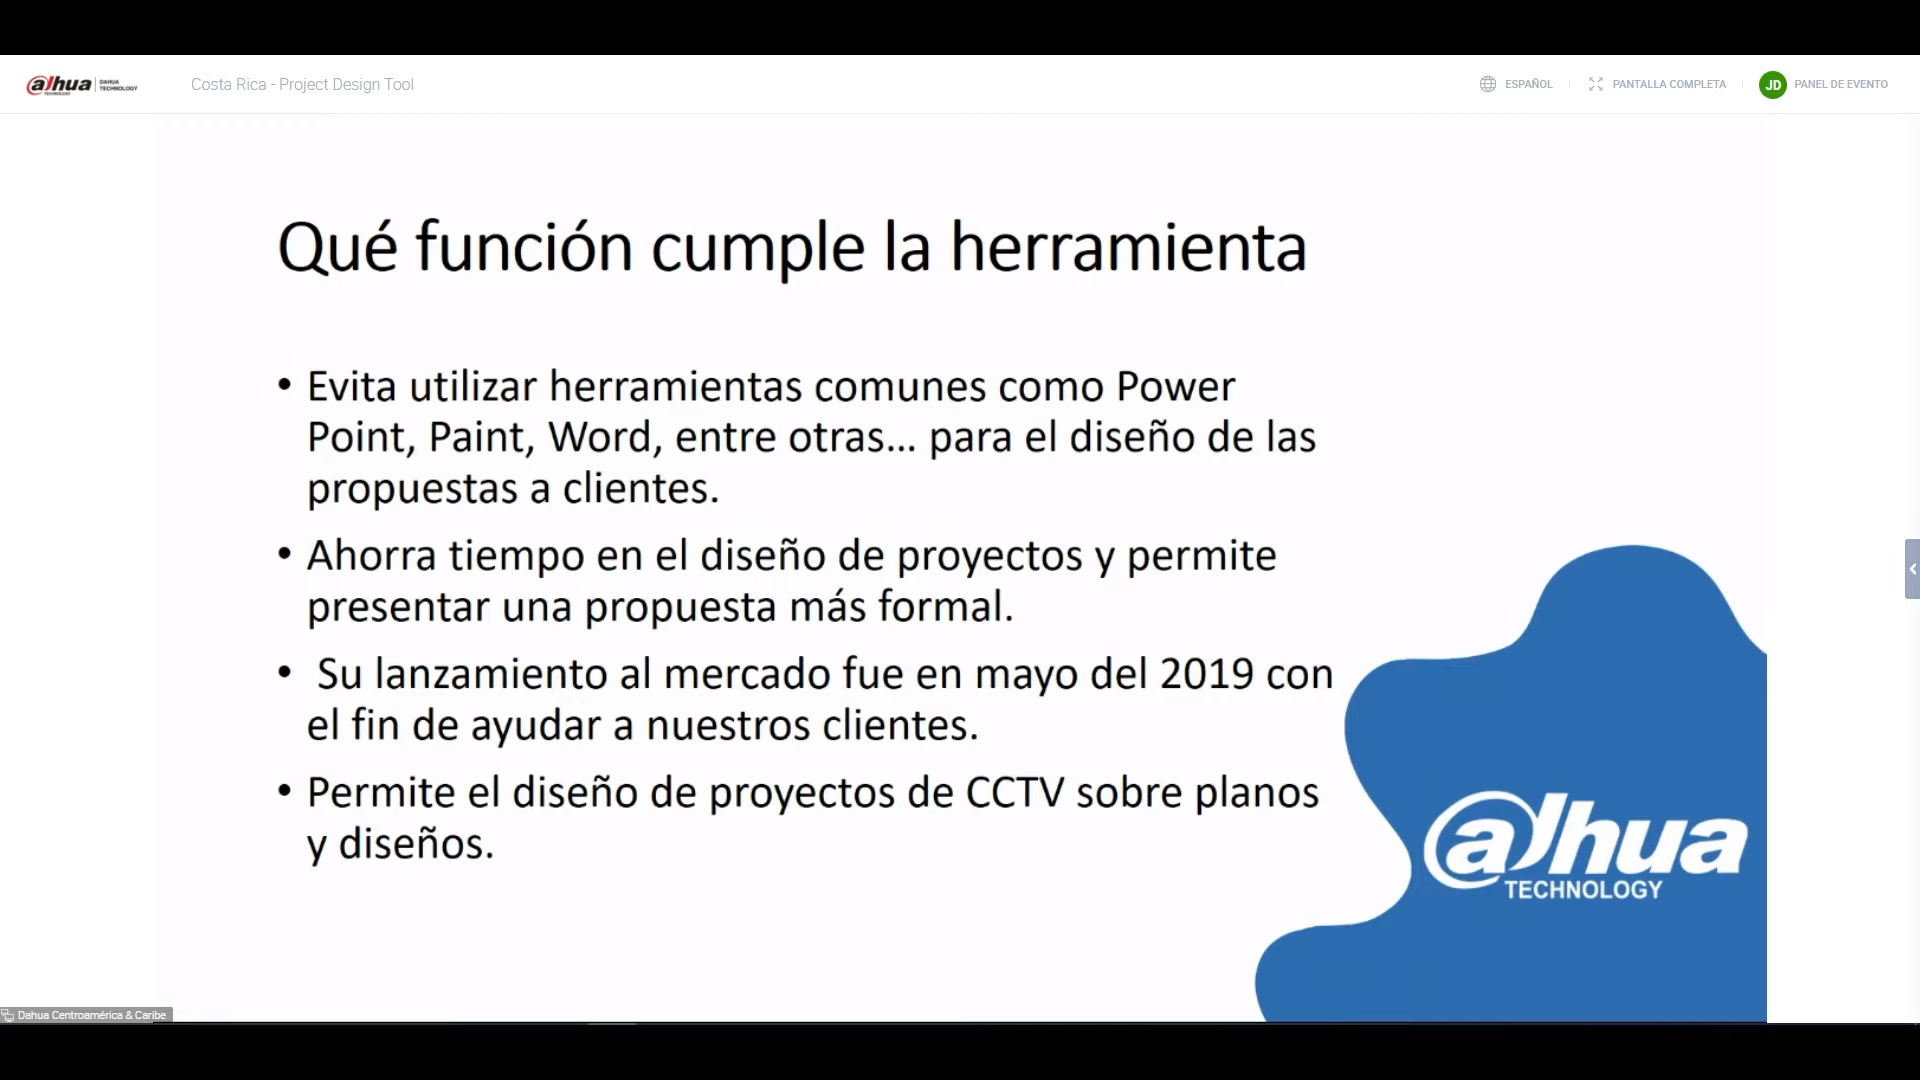 alhua
TECHNOLOGY
DAHUA
TECHNOLOGY
Costa Rica - Project Design Tool
ESPAÑOL
PANTALLA COMPLETA
JD
PANEL DE EVENTO
Qué función cumple la herramienta
• Evita utilizar herramientas comunes como Power
Point, Paint, Word, entre otras... para el diseño de las
propuestas a clientes.
• Ahorra tiempo en el diseño de proyectos y permite
presentar una propuesta más formal.
• Su lanzamiento al mercado fue en mayo del 2019 con
el fin de ayudar a nuestros clientes.
• Permite el diseño de proyectos de CCTV sobre planos
y diseños.
alhua
TECHNOLOGY
Dahua Centroamérica & Caribe